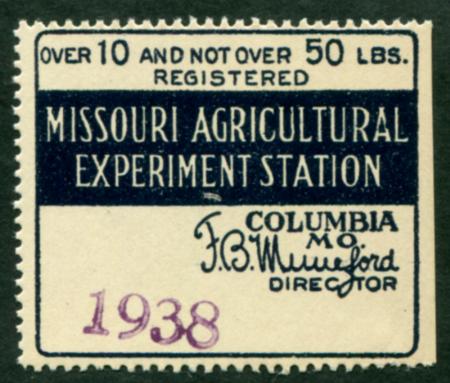 OVER 10 AND NOT OVER 50 LBS.
REGISTERED
MISSOURI AGRICULTURAL
EXPERIMENT STATION
COLUMBIA
MO.
F.B. Mumford
DIRECTOR
1938